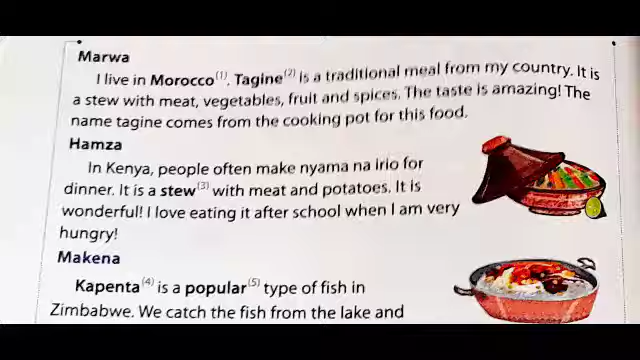 Marwa
I live in Morocco(1). Tagine(2) is a traditional meal from my country. It is
a stew with meat, vegetables, fruit and spices. The taste is amazing! The
name tagine comes from the cooking pot for this food.
Hamza
In Kenya, people often make nyama na irio for
dinner. It is a stew(3) with meat and potatoes. It is
wonderful! I love eating it after school when I am very
hungry!
Makena
Kapenta(4) is a popular(5) type of fish in
Zimbabwe. We catch the fish from the lake and